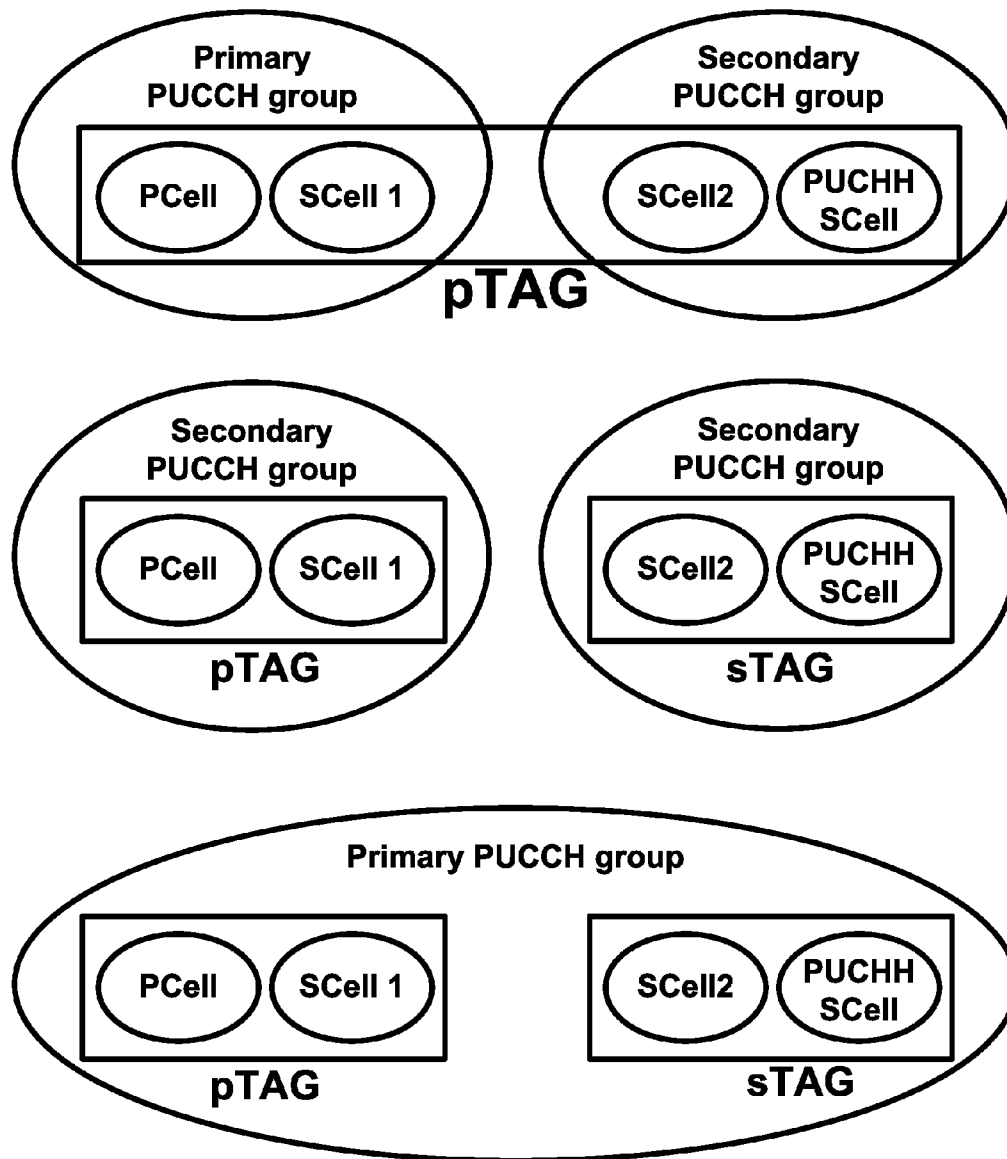 Primary
PUCCH group
Secondary
PUCCH group
PCell
SCell 1
SCell2
PUCHH
SCell
pTAG
Secondary
PUCCH group
Secondary
PUCCH group
PCell
SCell 1
SCell2
PUCHH
SCell
pTAG
sTAG
Primary PUCCH group
PCell
SCell 1
SCell2
PUCHH
SCell
pTAG
sTAG